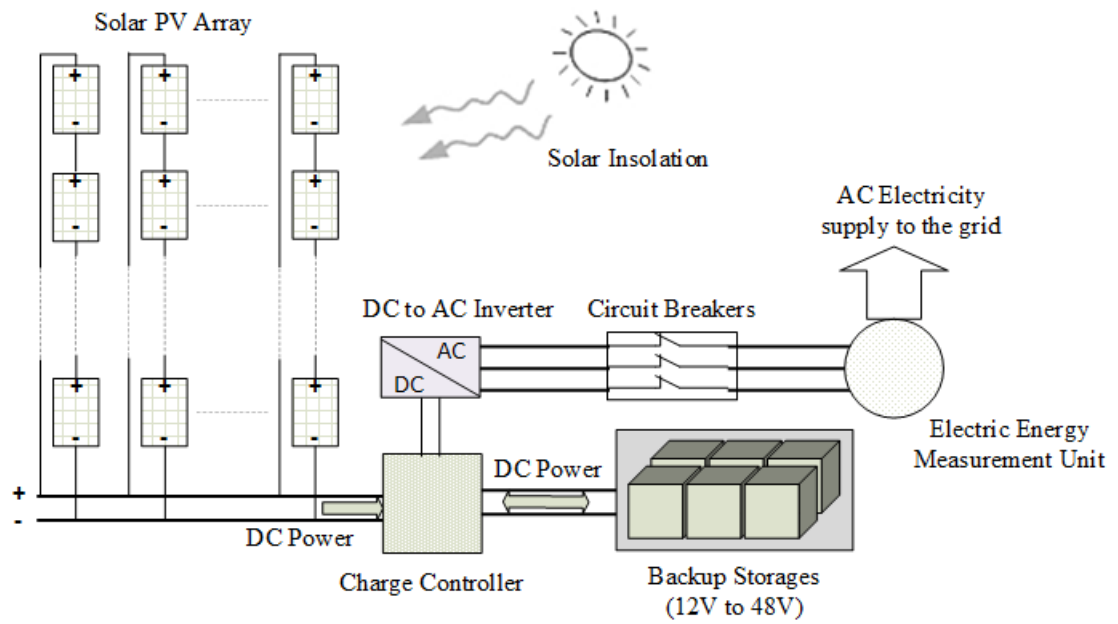 Solar PV Array
+ + +
- - -
+ + +
- - -
+ + +
- - -
Solar Insolation
AC Electricity
supply to the grid
DC to AC Inverter
Circuit Breakers
AC
DC
Electric Energy
Measurement Unit
DC Power
+
-
DC Power
Charge Controller
Backup Storages
(12V to 48V)